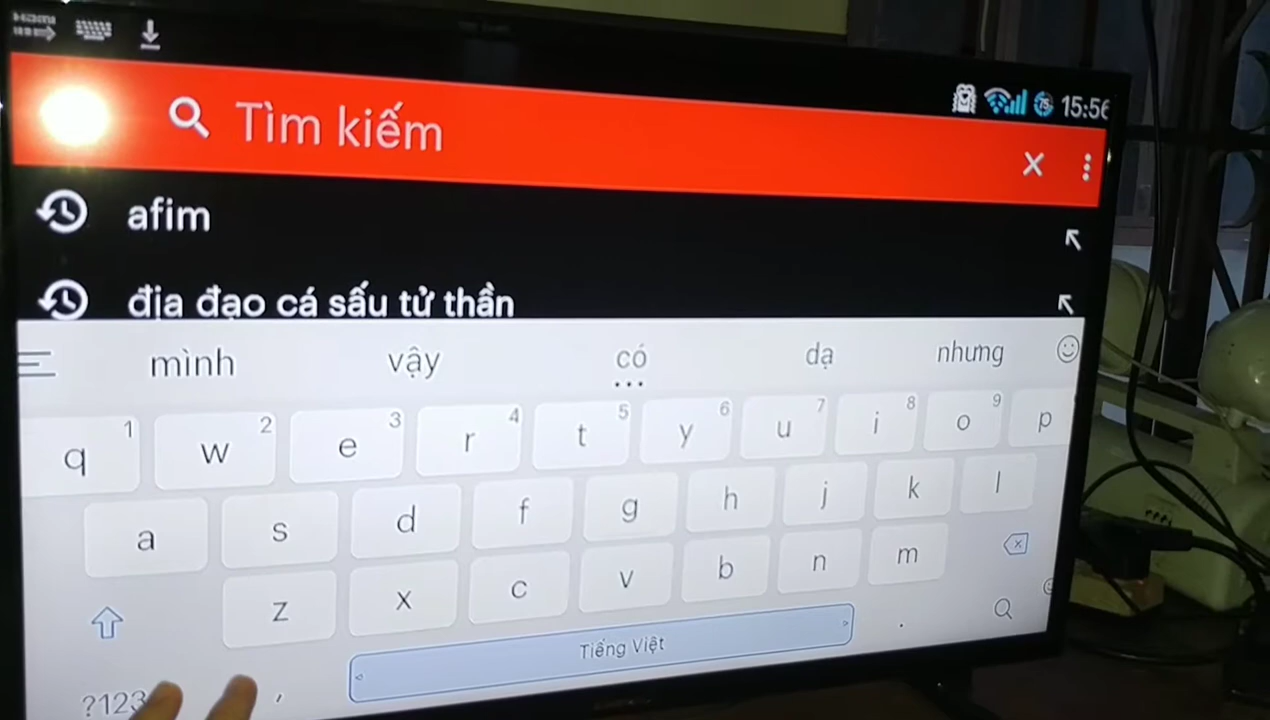 75 15:56
Tìm kiếm
afim
địa đạo cá sấu tử thần
mình vậy có dạ nhưng
1 2 3 4 5 6 7 8 9
q w e r t y u i o p
a s d f g h j k l
z x c v b n m
?123 , Tiếng Việt .